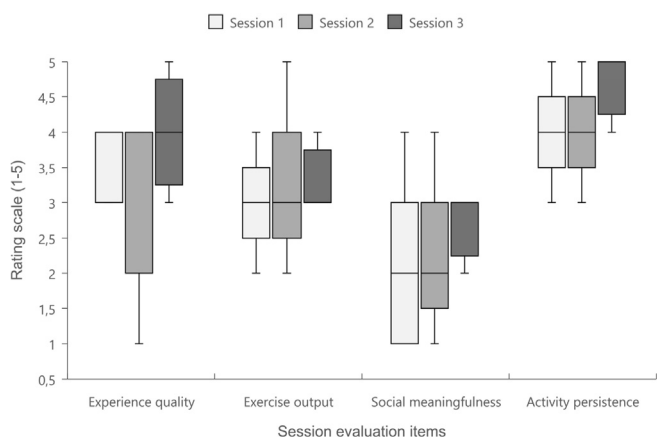 Session 1 Session 2 Session 3
Rating scale (1-5)
5
4,5
4
3,5
3
2,5
2
1,5
1
0,5
Experience quality Exercise output Social meaningfulness Activity persistence
Session evaluation items